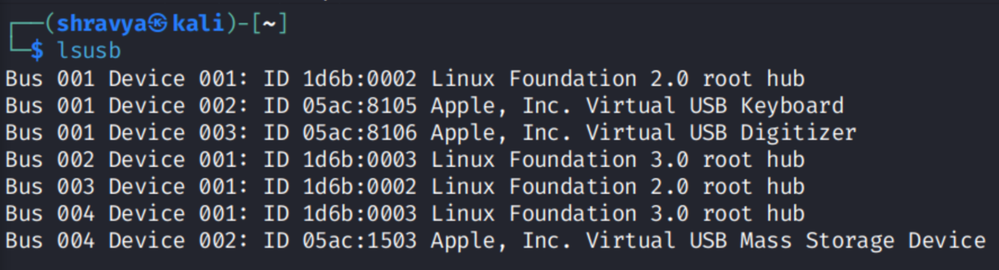 ┌──(shravya㉿kali)-[~]
└─$ lsusb
Bus 001 Device 001: ID 1d6b:0002 Linux Foundation 2.0 root hub
Bus 001 Device 002: ID 05ac:8105 Apple, Inc. Virtual USB Keyboard
Bus 001 Device 003: ID 05ac:8106 Apple, Inc. Virtual USB Digitizer
Bus 002 Device 001: ID 1d6b:0003 Linux Foundation 3.0 root hub
Bus 003 Device 001: ID 1d6b:0002 Linux Foundation 2.0 root hub
Bus 004 Device 001: ID 1d6b:0003 Linux Foundation 3.0 root hub
Bus 004 Device 002: ID 05ac:1503 Apple, Inc. Virtual USB Mass Storage Device